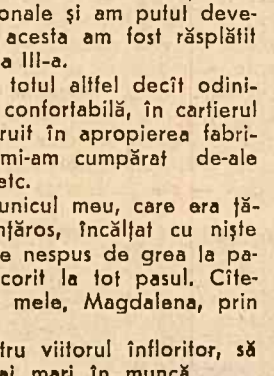 onale și am putut deve-
acesta am fost răsplătit
a III-a.
totul altfel decît odini-
confortabilă, în cartierul
ruit în apropierea fabri-
mi-am cumpărat de-ale
etc.
unicul meu, care era ță-
nțăros, încălțat cu niște
e nespus de grea la pa-
corit la tot pasul. Cîte-
mele, Magdalena, prin
tru viitorul înfloritor, să
ai mari în muncă